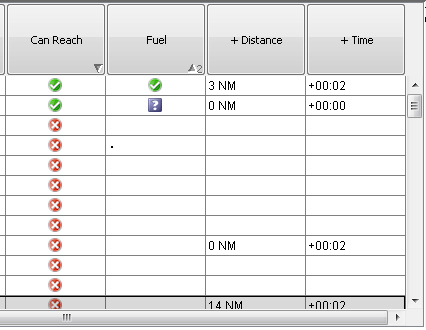 Can Reach Fuel + Distance + Time
2
3 NM +00:02
? 0 NM +00:00
.
0 NM +00:02
14 NM +00:02